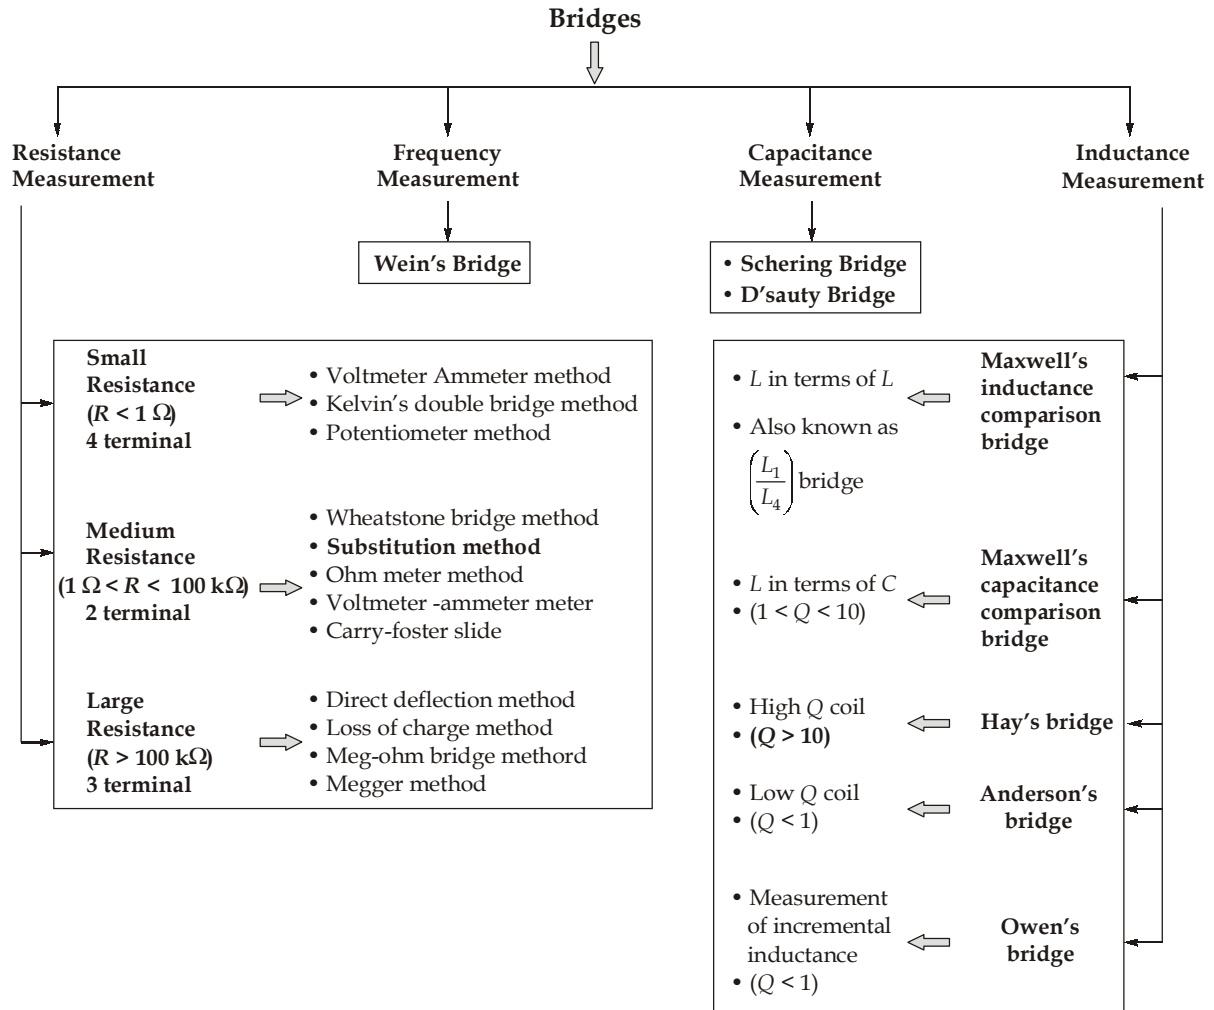 Bridges
Resistance
Measurement
Frequency
Measurement
Capacitance
Measurement
Inductance
Measurement
Wein's Bridge
• Schering Bridge
• D'sauty Bridge
Small
Resistance
(R < 1 Ω)
4 terminal
• Voltmeter Ammeter method
• Kelvin's double bridge method
• Potentiometer method
Medium
Resistance
(1 Ω < R < 100 kΩ)
2 terminal
• Wheatstone bridge method
• Substitution method
• Ohm meter method
• Voltmeter -ammeter meter
• Carry-foster slide
Large
Resistance
(R > 100 kΩ)
3 terminal
• Direct deflection method
• Loss of charge method
• Meg-ohm bridge methord
• Megger method
• L in terms of L
• Also known as
(L1/L4) bridge
Maxwell's
inductance
comparison
bridge
• L in terms of C
• (1 < Q < 10)
Maxwell's
capacitance
comparison
bridge
• High Q coil
• (Q > 10)
Hay's bridge
• Low Q coil
• (Q < 1)
Anderson's
bridge
• Measurement
of incremental
inductance
• (Q < 1)
Owen's
bridge